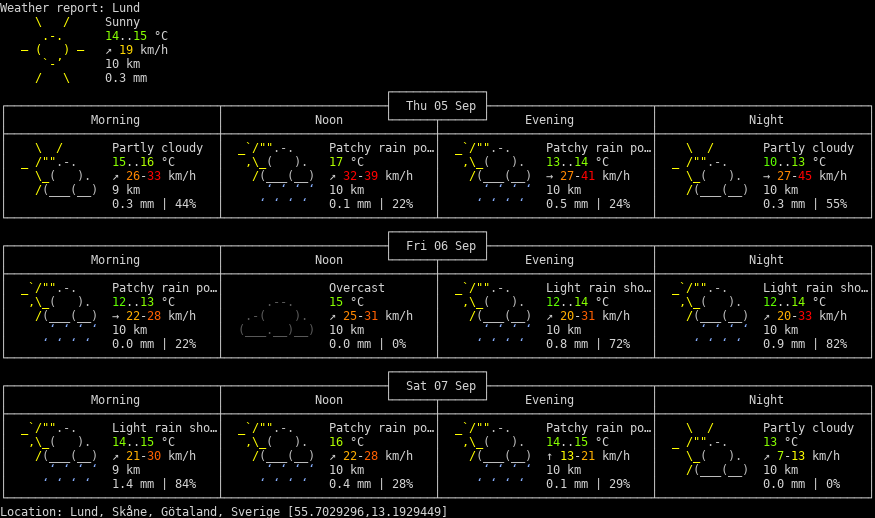 Weather report: Lund
Sunny
14..15 °C
↗ 19 km/h
10 km
0.3 mm
Thu 05 Sep
Morning Noon Evening Night
Partly cloudy Patchy rain po… Patchy rain po… Partly cloudy
15..16 °C 17 °C 13..14 °C 10..13 °C
↗ 26-33 km/h ↗ 32-39 km/h → 27-41 km/h → 27-45 km/h
9 km 10 km 10 km 10 km
0.3 mm | 44% 0.1 mm | 22% 0.5 mm | 24% 0.3 mm | 55%
Fri 06 Sep
Morning Noon Evening Night
Patchy rain po… Overcast Light rain sho… Light rain sho…
12..13 °C 15 °C 12..14 °C 12..14 °C
→ 22-28 km/h ↗ 25-31 km/h ↗ 20-31 km/h ↗ 20-33 km/h
10 km 10 km 10 km 10 km
0.0 mm | 22% 0.0 mm | 0% 0.8 mm | 72% 0.9 mm | 82%
Sat 07 Sep
Morning Noon Evening Night
Light rain sho… Patchy rain po… Patchy rain po… Partly cloudy
14..15 °C 16 °C 14..15 °C 13 °C
↗ 21-30 km/h ↗ 22-28 km/h ↑ 13-21 km/h ↗ 7-13 km/h
9 km 10 km 10 km 10 km
1.4 mm | 84% 0.4 mm | 28% 0.1 mm | 29% 0.0 mm | 0%
Location: Lund, Skåne, Götaland, Sverige [55.7029296,13.1929449]